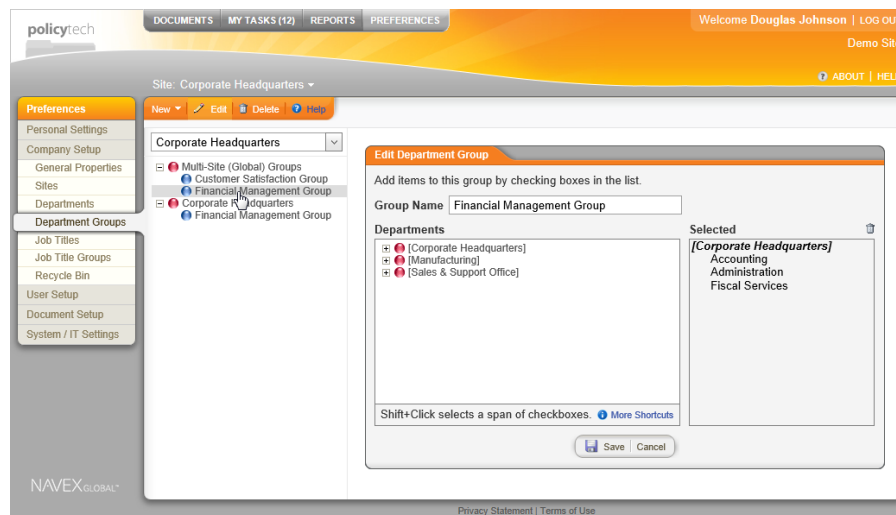 policytech
DOCUMENTS MY TASKS (12) REPORTS PREFERENCES
Welcome Douglas Johnson | LOG OU
Demo Sit
Site: Corporate Headquarters
ABOUT | HEL
Preferences
Personal Settings
Company Setup
General Properties
Sites
Departments
Department Groups
Job Titles
Job Title Groups
Recycle Bin
User Setup
Document Setup
System / IT Settings
New Edit Delete Help
Corporate Headquarters
Multi-Site (Global) Groups
Customer Satisfaction Group
Financial Management Group
Corporate Headquarters
Financial Management Group
Edit Department Group
Add items to this group by checking boxes in the list.
Group Name Financial Management Group
Departments
[Corporate Headquarters]
[Manufacturing]
[Sales & Support Office]
Shift+Click selects a span of checkboxes. More Shortcuts
Selected
[Corporate Headquarters]
Accounting
Administration
Fiscal Services
Save Cancel
NAVEX GLOBAL™
Privacy Statement | Terms of Use